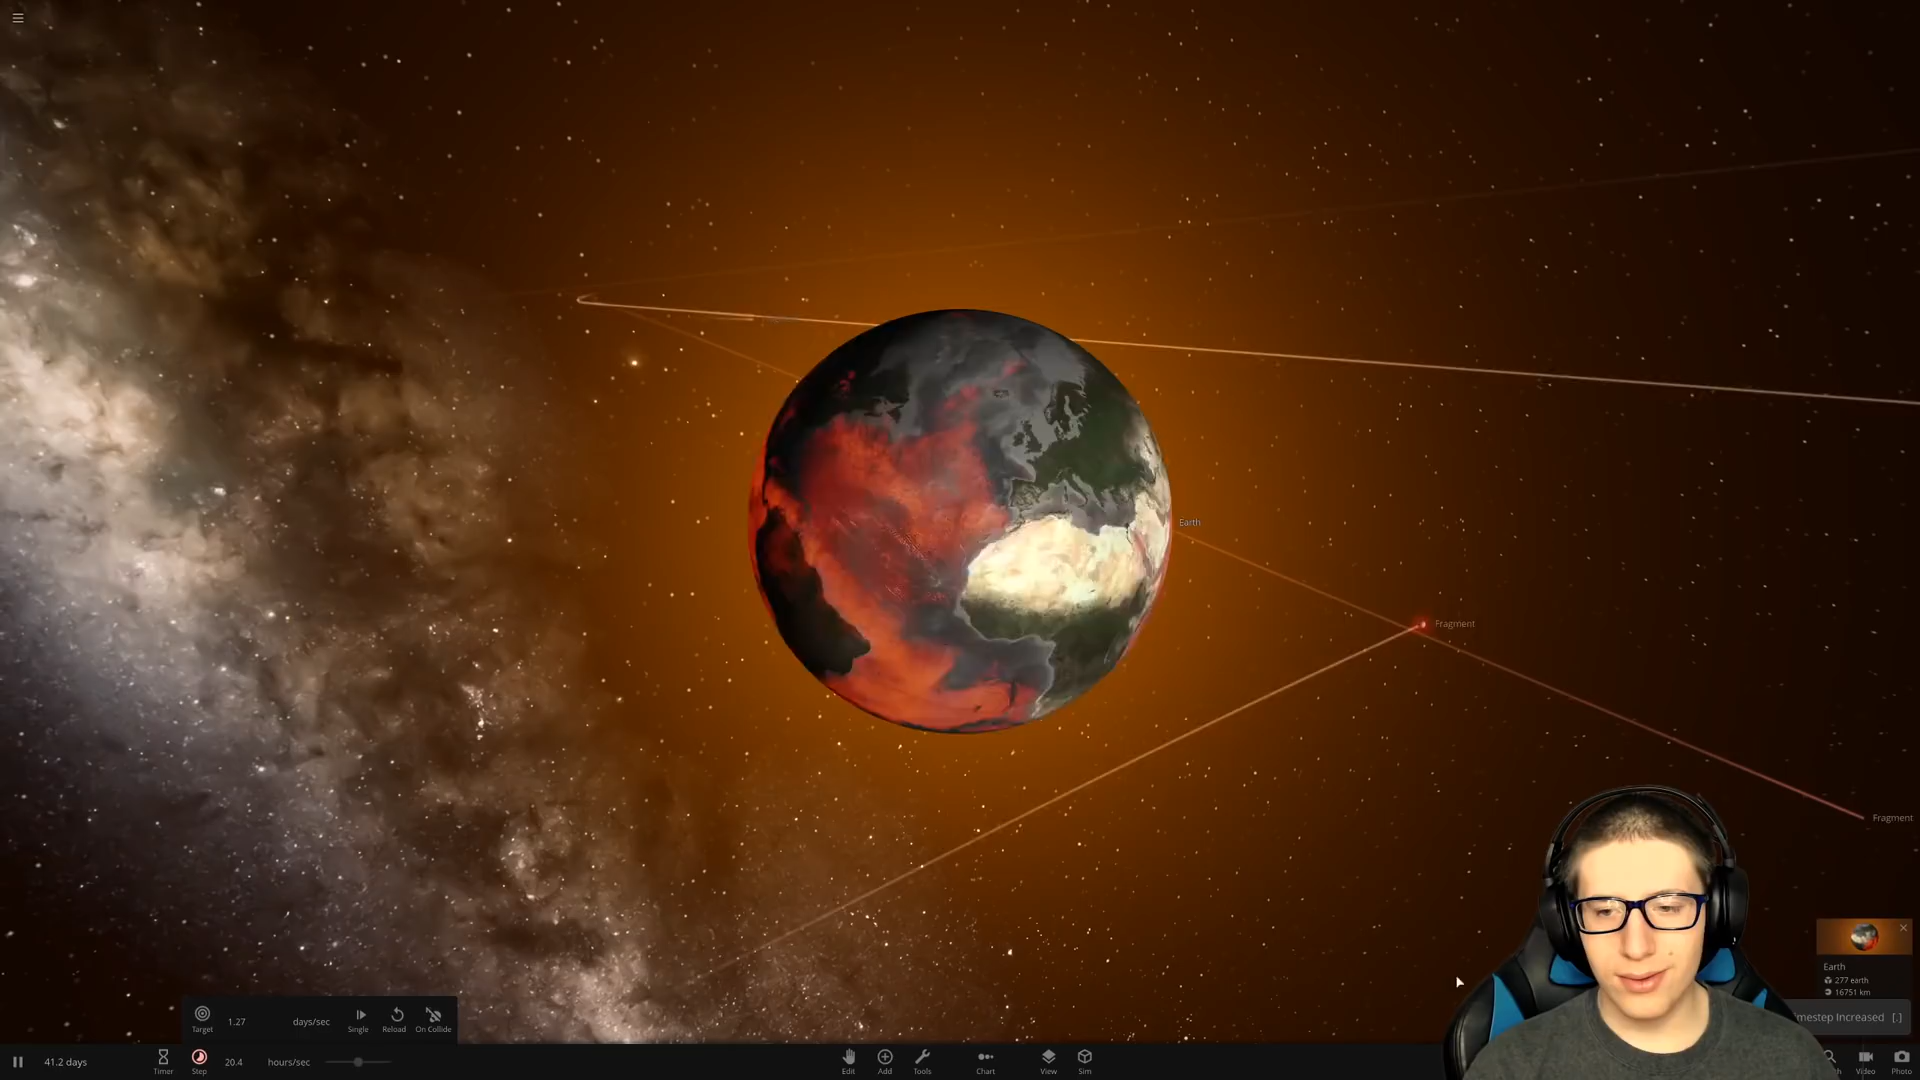 Earth
Fragment
Fragment
Earth
277 earth
16751 km
mestep Increased [.]
Target
1.27
days/sec
Single
Reload
On Collide
41.2 days
Timer
Step
20.4
hours/sec
Edit
Add
Tools
Chart
View
Sim
Video
Photo